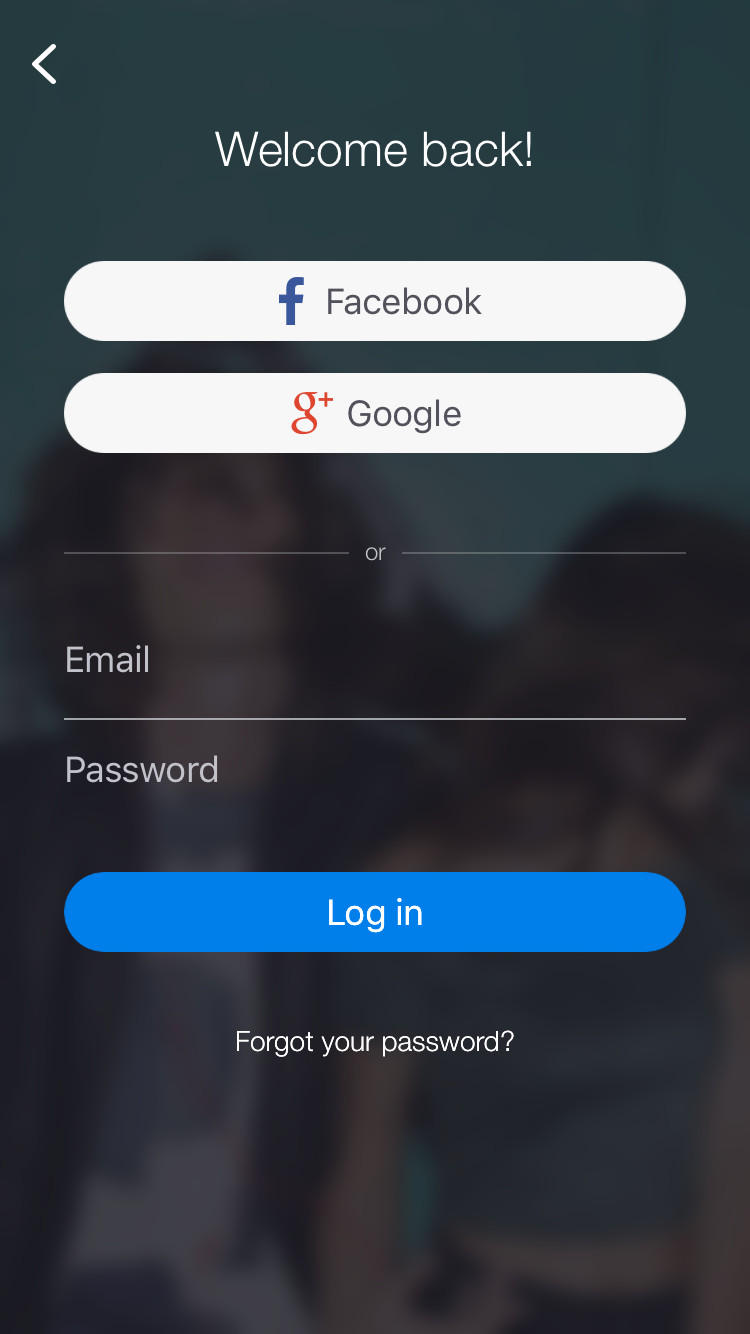 Welcome back!
f Facebook
g+ Google
or
Email
Password
Log in
Forgot your password?